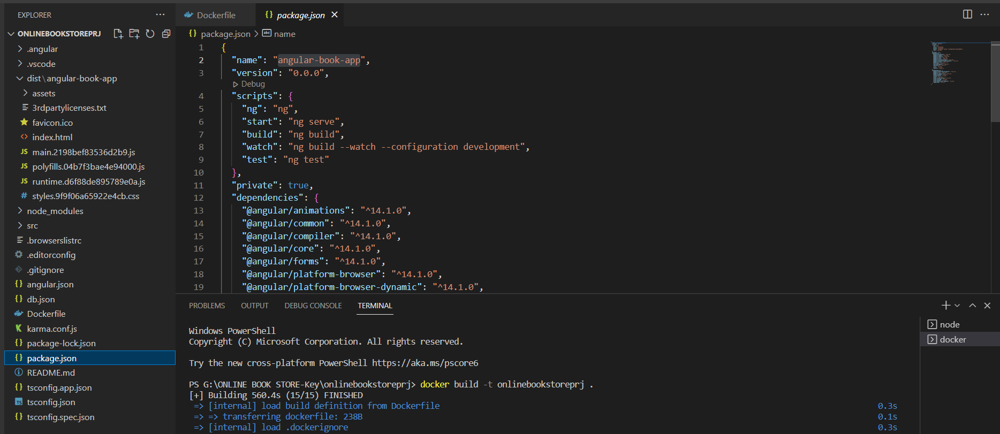 EXPLORER
ONLINEBOOKSTOREPRJ
.angular
.vscode
dist\angular-book-app
assets
3rdpartylicenses.txt
favicon.ico
index.html
JS main.2198bef83536d2b9.js
JS polyfills.04b7f3bae4e94000.js
JS runtime.d6f88de895789e0a.js
# styles.9f9f06a65922e4cb.css
node_modules
src
.browserslistrc
.editorconfig
.gitignore
{} angular.json
{} db.json
Dockerfile
karma.conf.js
{} package-lock.json
{} package.json
README.md
{} tsconfig.app.json
TS tsconfig.json
{} tsconfig.spec.json
Dockerfile
{} package.json
{} package.json > abc name
1 {
2 "name": "angular-book-app",
3 "version": "0.0.0",
Debug
4 "scripts": {
5 "ng": "ng",
6 "start": "ng serve",
7 "build": "ng build",
8 "watch": "ng build --watch --configuration development",
9 "test": "ng test"
10 },
11 "private": true,
12 "dependencies": {
13 "@angular/animations": "^14.1.0",
14 "@angular/common": "^14.1.0",
15 "@angular/compiler": "^14.1.0",
16 "@angular/core": "^14.1.0",
17 "@angular/forms": "^14.1.0",
18 "@angular/platform-browser": "^14.1.0",
19 "@angular/platform-browser-dynamic": "^14.1.0",
PROBLEMS OUTPUT DEBUG CONSOLE TERMINAL
Windows PowerShell
Copyright (C) Microsoft Corporation. All rights reserved.
Try the new cross-platform PowerShell https://aka.ms/pscore6
PS G:\ONLINE BOOK STORE-Key\onlinebookstoreprj> docker build -t onlinebookstoreprj .
[+] Building 560.4s (15/15) FINISHED
=> [internal] load build definition from Dockerfile 0.3s
=> => transferring dockerfile: 238B 0.1s
=> [internal] load .dockerignore 0.3s
node
docker